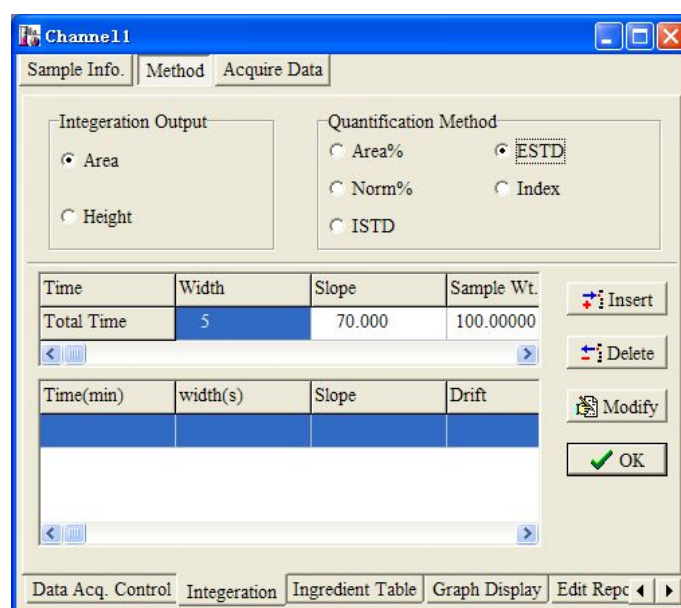 Channel1
Sample Info. Method Acquire Data
Integeration Output
Area
Height
Quantification Method
Area% ESTD
Norm% Index
ISTD
Time Width Slope Sample Wt.
Total Time 5 70.000 100.00000
Insert
Delete
Time(min) width(s) Slope Drift
Modify
OK
Data Acq. Control Integeration Ingredient Table Graph Display Edit Repo